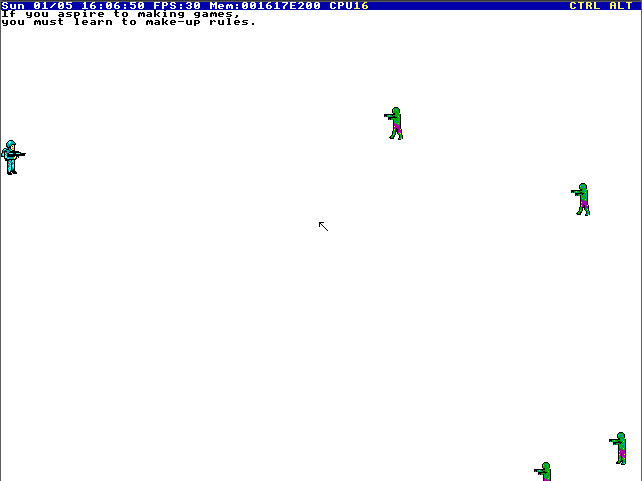 Sun 01/05 16:06:50 FPS:30 Mem:001617E200 CPU16 CTRL ALT
If you aspire to making games,
you must learn to make-up rules.